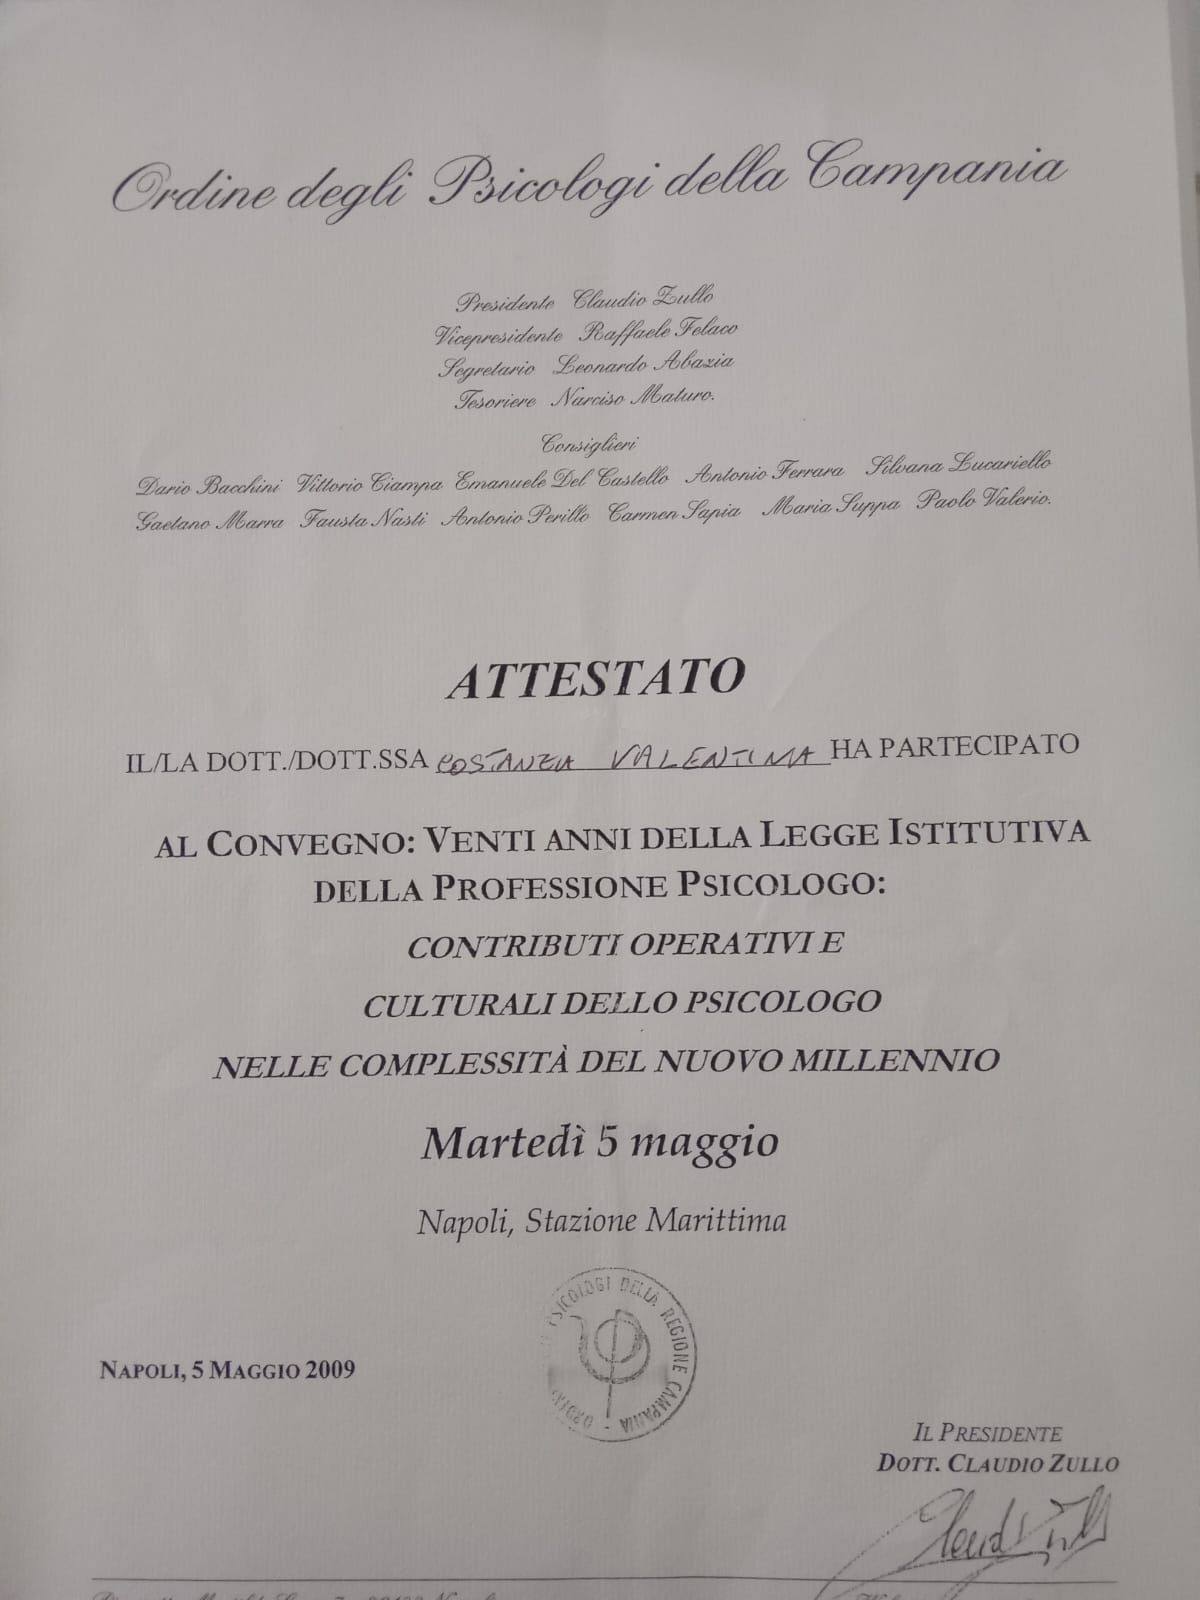 Ordine degli Psicologi della Campania
Presidente Claudio Zullo
Vicepresidente Raffaele Felaco
Segretario Leonardo Abazia
Tesoriere Narciso Maturo.
Consiglieri
Dario Bacchini Vittorio Ciampa Emanuele Del Castello Antonio Ferrara Silvana Lucariello
Gaetano Marra Fausta Nasti Antonio Perillo Carmen Sapia Maria Suppa Paolo Valerio.
ATTESTATO
IL/LA DOTT./DOTT.SSA COSTANZA VALENTINA HA PARTECIPATO
AL CONVEGNO: VENTI ANNI DELLA LEGGE ISTITUTIVA
DELLA PROFESSIONE PSICOLOGO:
CONTRIBUTI OPERATIVI E
CULTURALI DELLO PSICOLOGO
NELLE COMPLESSITÀ DEL NUOVO MILLENNIO
Martedì 5 maggio
Napoli, Stazione Marittima
PSICOLOGI DELLA REGIONE CAMPANIA -
NAPOLI, 5 MAGGIO 2009
IL PRESIDENTE
DOTT. CLAUDIO ZULLO